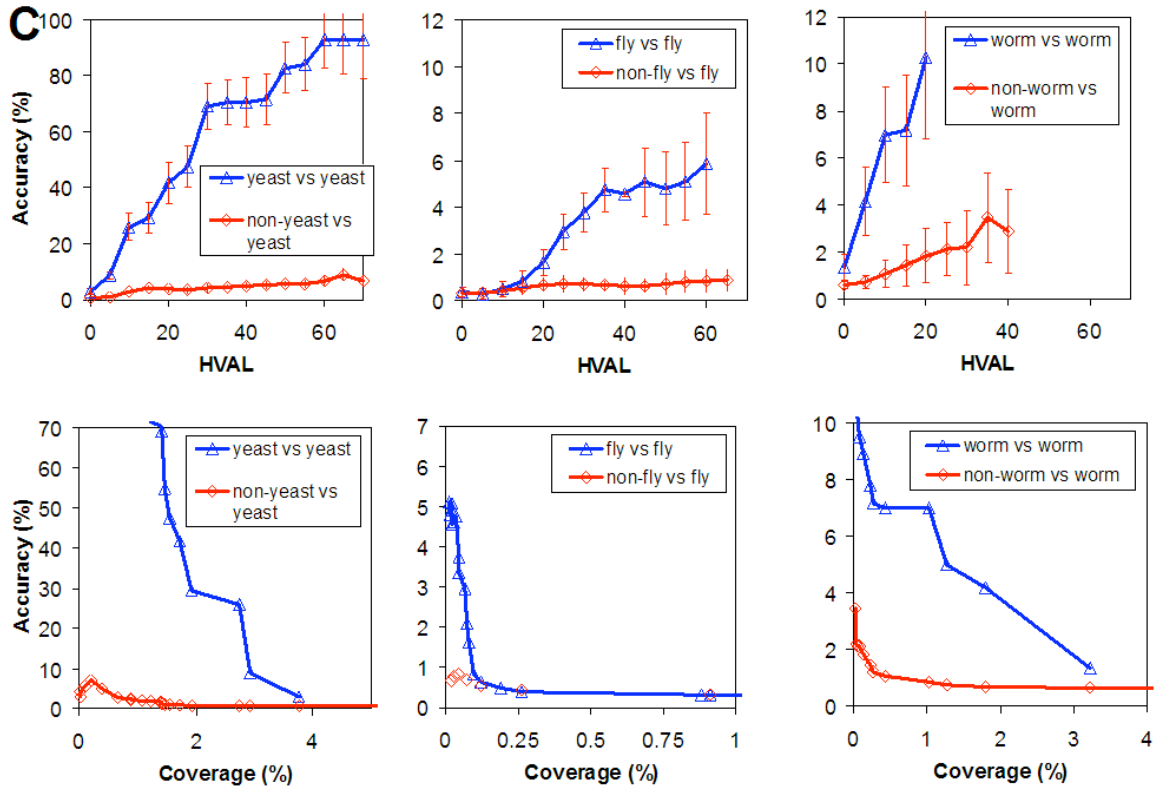 C
Accuracy (%)
100
80
60
40
20
0
yeast vs yeast
non-yeast vs
yeast
0
20
40
60
HVAL
12
10
8
6
4
2
0
fly vs fly
non-fly vs fly
0
20
40
60
HVAL
12
10
8
6
4
2
0
worm vs worm
non-worm vs
worm
0
20
40
60
HVAL
Accuracy (%)
70
60
50
40
30
20
10
0
yeast vs yeast
non-yeast vs
yeast
0
2
4
Coverage (%)
7
6
5
4
3
2
1
0
fly vs fly
non-fly vs fly
0
0.25
0.5
0.75
1
Coverage (%)
10
8
6
4
2
0
worm vs worm
non-worm vs worm
0
1
2
3
4
Coverage (%)